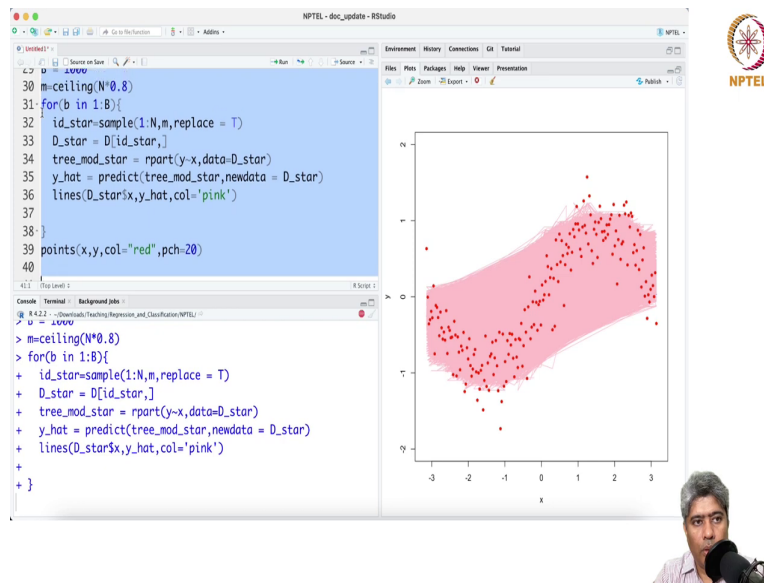 NPTEL - doc_update - RStudio
Go to file/function
Addins
NPTEL
Untitled1*
Source on Save
Run
Source
29 B = 1000
30 m=ceiling(N*0.8)
31 for(b in 1:B){
32 id_star=sample(1:N,m,replace = T)
33 D_star = D[id_star,]
34 tree_mod_star = rpart(y~x,data=D_star)
35 y_hat = predict(tree_mod_star,newdata = D_star)
36 lines(D_star$x,y_hat,col='pink')
37
38 }
39 points(x,y,col="red",pch=20)
40
41:1 (Top Level) R Script
Console Terminal Background Jobs
R 4.2.2 · ~/Downloads/Teaching/Regression_and_Classification/NPTEL/
> B = 1000
> m=ceiling(N*0.8)
> for(b in 1:B){
+ id_star=sample(1:N,m,replace = T)
+ D_star = D[id_star,]
+ tree_mod_star = rpart(y~x,data=D_star)
+ y_hat = predict(tree_mod_star,newdata = D_star)
+ lines(D_star$x,y_hat,col='pink')
+
+ }
Environment History Connections Git Tutorial
Files Plots Packages Help Viewer Presentation
Zoom Export Publish
2
1
0
-1
-2
y
-3 -2 -1 0 1 2 3
x
NPTEL